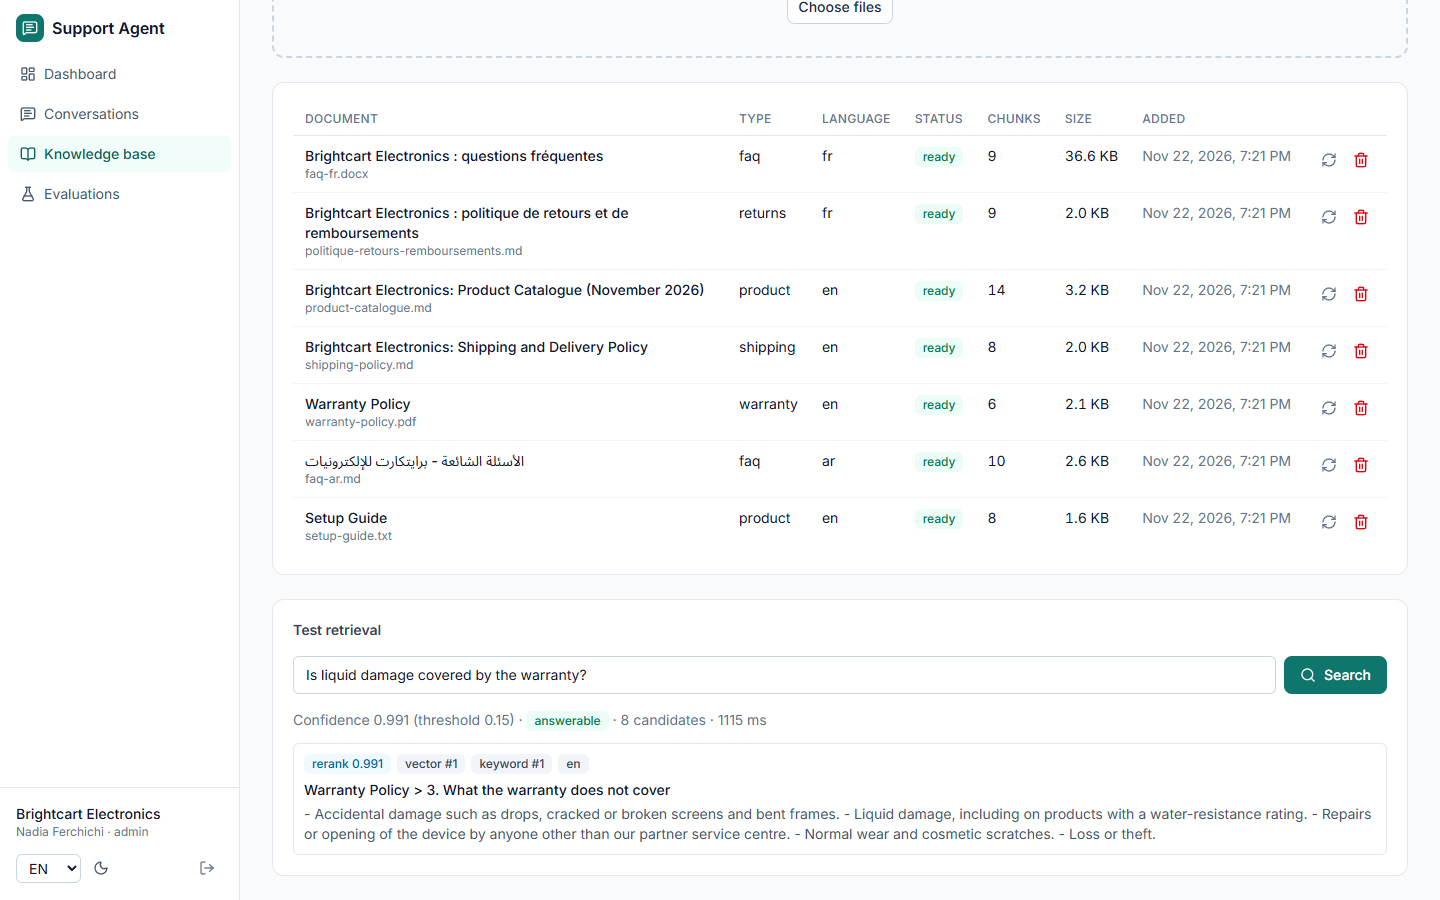 Support Agent
Dashboard
Conversations
Knowledge base
Evaluations
Brightcart Electronics
Nadia Ferchichi · admin
EN
Choose files
DOCUMENT TYPE LANGUAGE STATUS CHUNKS SIZE ADDED
Brightcart Electronics : questions fréquentes faq fr ready 9 36.6 KB Nov 22, 2026, 7:21 PM
faq-fr.docx
Brightcart Electronics : politique de retours et de returns fr ready 9 2.0 KB Nov 22, 2026, 7:21 PM
remboursements
politique-retours-remboursements.md
Brightcart Electronics: Product Catalogue (November 2026) product en ready 14 3.2 KB Nov 22, 2026, 7:21 PM
product-catalogue.md
Brightcart Electronics: Shipping and Delivery Policy shipping en ready 8 2.0 KB Nov 22, 2026, 7:21 PM
shipping-policy.md
Warranty Policy warranty en ready 6 2.1 KB Nov 22, 2026, 7:21 PM
warranty-policy.pdf
الأسئلة الشائعة - برايتكارت للإلكترونيات faq ar ready 10 2.6 KB Nov 22, 2026, 7:21 PM
faq-ar.md
Setup Guide product en ready 8 1.6 KB Nov 22, 2026, 7:21 PM
setup-guide.txt
Test retrieval
Is liquid damage covered by the warranty? Search
Confidence 0.991 (threshold 0.15) · answerable · 8 candidates · 1115 ms
rerank 0.991 vector #1 keyword #1 en
Warranty Policy > 3. What the warranty does not cover
- Accidental damage such as drops, cracked or broken screens and bent frames. - Liquid damage, including on products with a water-resistance rating. - Repairs
or opening of the device by anyone other than our partner service centre. - Normal wear and cosmetic scratches. - Loss or theft.